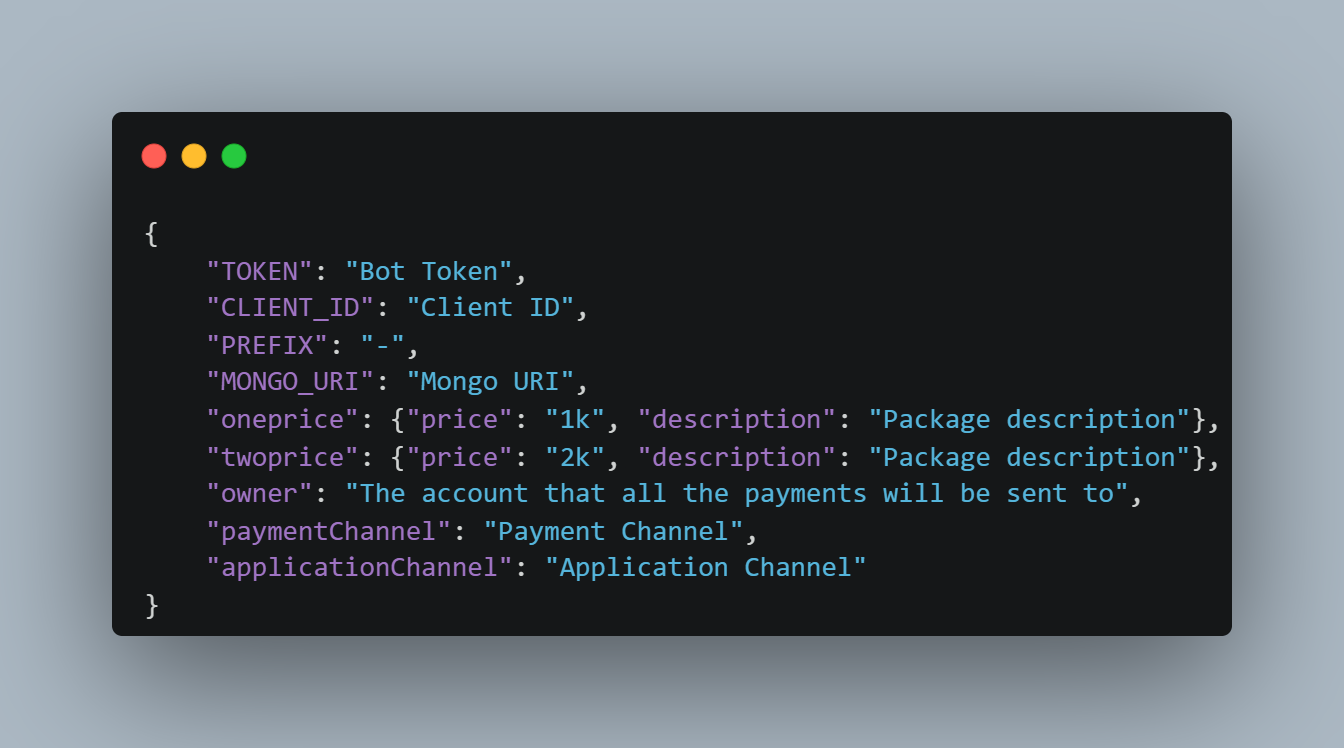 {
    "TOKEN": "Bot Token",
    "CLIENT_ID": "Client ID",
    "PREFIX": "-",
    "MONGO_URI": "Mongo URI",
    "oneprice": {"price": "1k", "description": "Package description"},
    "twoprice": {"price": "2k", "description": "Package description"},
    "owner": "The account that all the payments will be sent to",
    "paymentChannel": "Payment Channel",
    "applicationChannel": "Application Channel"
}